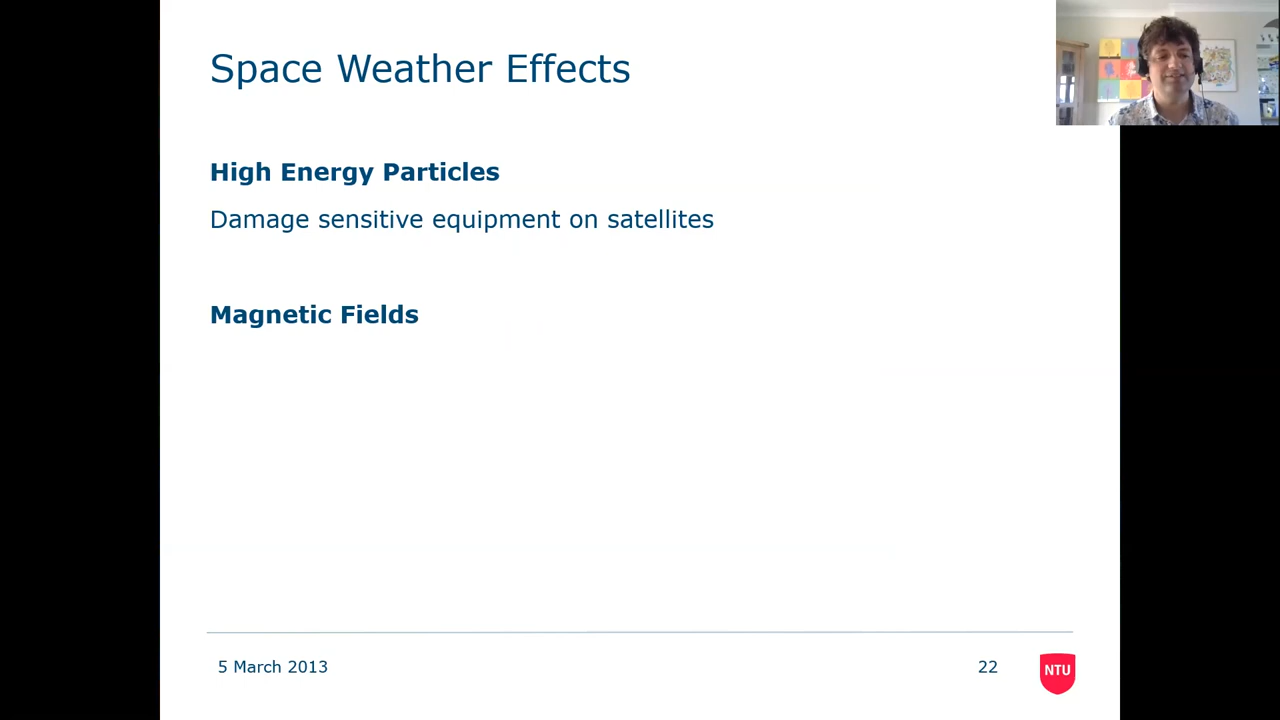 Space Weather Effects
High Energy Particles
Damage sensitive equipment on satellites
Magnetic Fields
5 March 2013
22
NTU